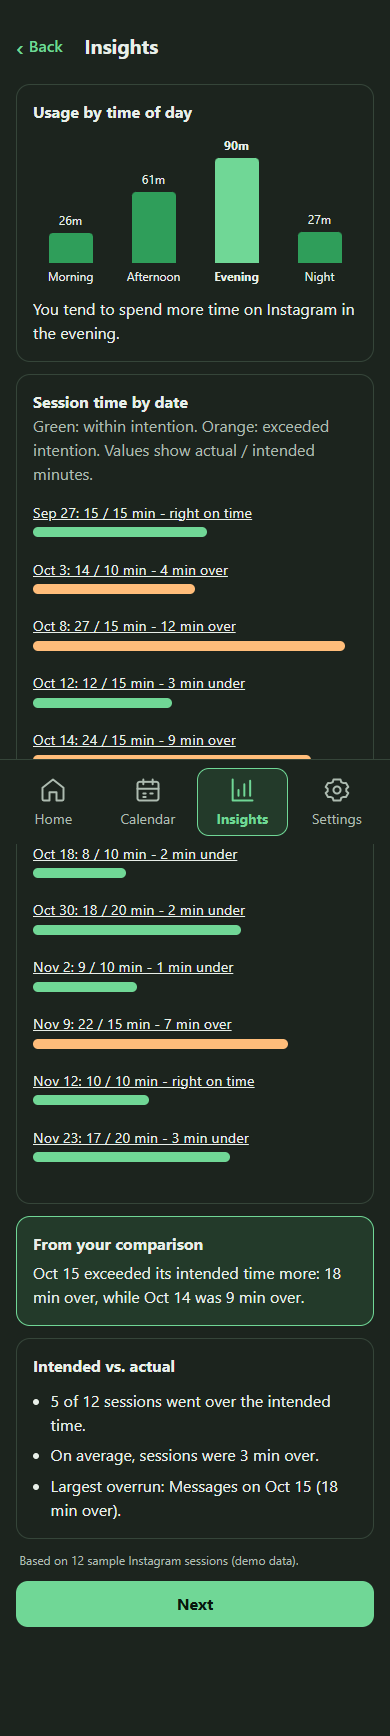 ‹ Back Insights
Usage by time of day
90m
61m
26m
27m
Morning Afternoon Evening Night
You tend to spend more time on Instagram in
the evening.
Session time by date
Green: within intention. Orange: exceeded
intention. Values show actual / intended
minutes.
Sep 27: 15 / 15 min - right on time
Oct 3: 14 / 10 min - 4 min over
Oct 8: 27 / 15 min - 12 min over
Oct 12: 12 / 15 min - 3 min under
Oct 14: 24 / 15 min - 9 min over
Home Calendar Insights Settings
Oct 18: 8 / 10 min - 2 min under
Oct 30: 18 / 20 min - 2 min under
Nov 2: 9 / 10 min - 1 min under
Nov 9: 22 / 15 min - 7 min over
Nov 12: 10 / 10 min - right on time
Nov 23: 17 / 20 min - 3 min under
From your comparison
Oct 15 exceeded its intended time more: 18
min over, while Oct 14 was 9 min over.
Intended vs. actual
• 5 of 12 sessions went over the intended
time.
• On average, sessions were 3 min over.
• Largest overrun: Messages on Oct 15 (18
min over).
Based on 12 sample Instagram sessions (demo data).
Next